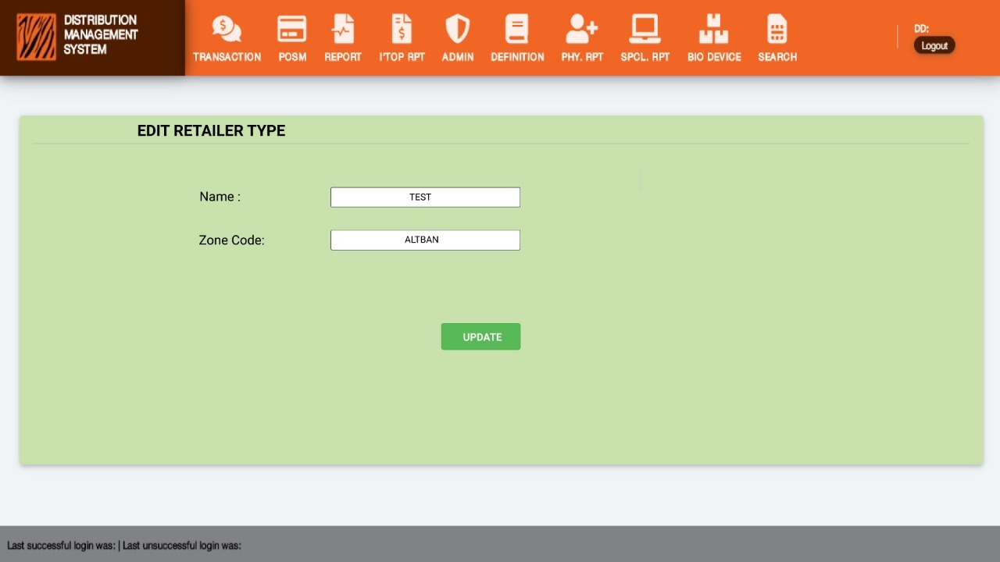 DISTRIBUTION
MANAGEMENT
SYSTEM
TRANSACTION POSM REPORT I'TOP RPT ADMIN DEFINITION PHY. RPT SPCL. RPT BIO DEVICE SEARCH
DD:
Logout
EDIT RETAILER TYPE
Name : TEST
Zone Code: ALTBAN
UPDATE
Last successful login was: | Last unsuccessful login was: